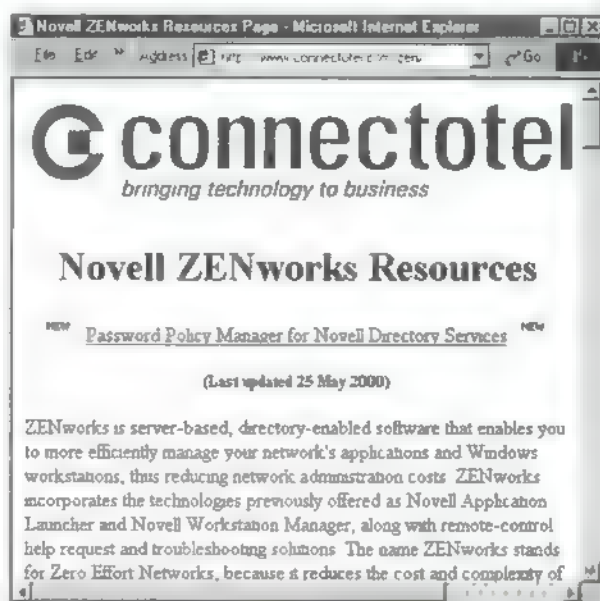 Novell ZENworks Resources Page - Microsoft Internet Explorer
File Edit » Address Go
connectotel
bringing technology to business
Novell ZENworks Resources
NEW Password Policy Manager for Novell Directory Services NEW
(Last updated 25 May 2000)
ZENworks is server-based, directory-enabled software that enables you
to more efficiently manage your network's applications and Windows
workstations, thus reducing network administration costs. ZENworks
incorporates the technologies previously offered as Novell Application
Launcher and Novell Workstation Manager, along with remote-control
help request and troubleshooting solutions. The name ZENworks stands
for Zero Effort Networks, because it reduces the cost and complexity of